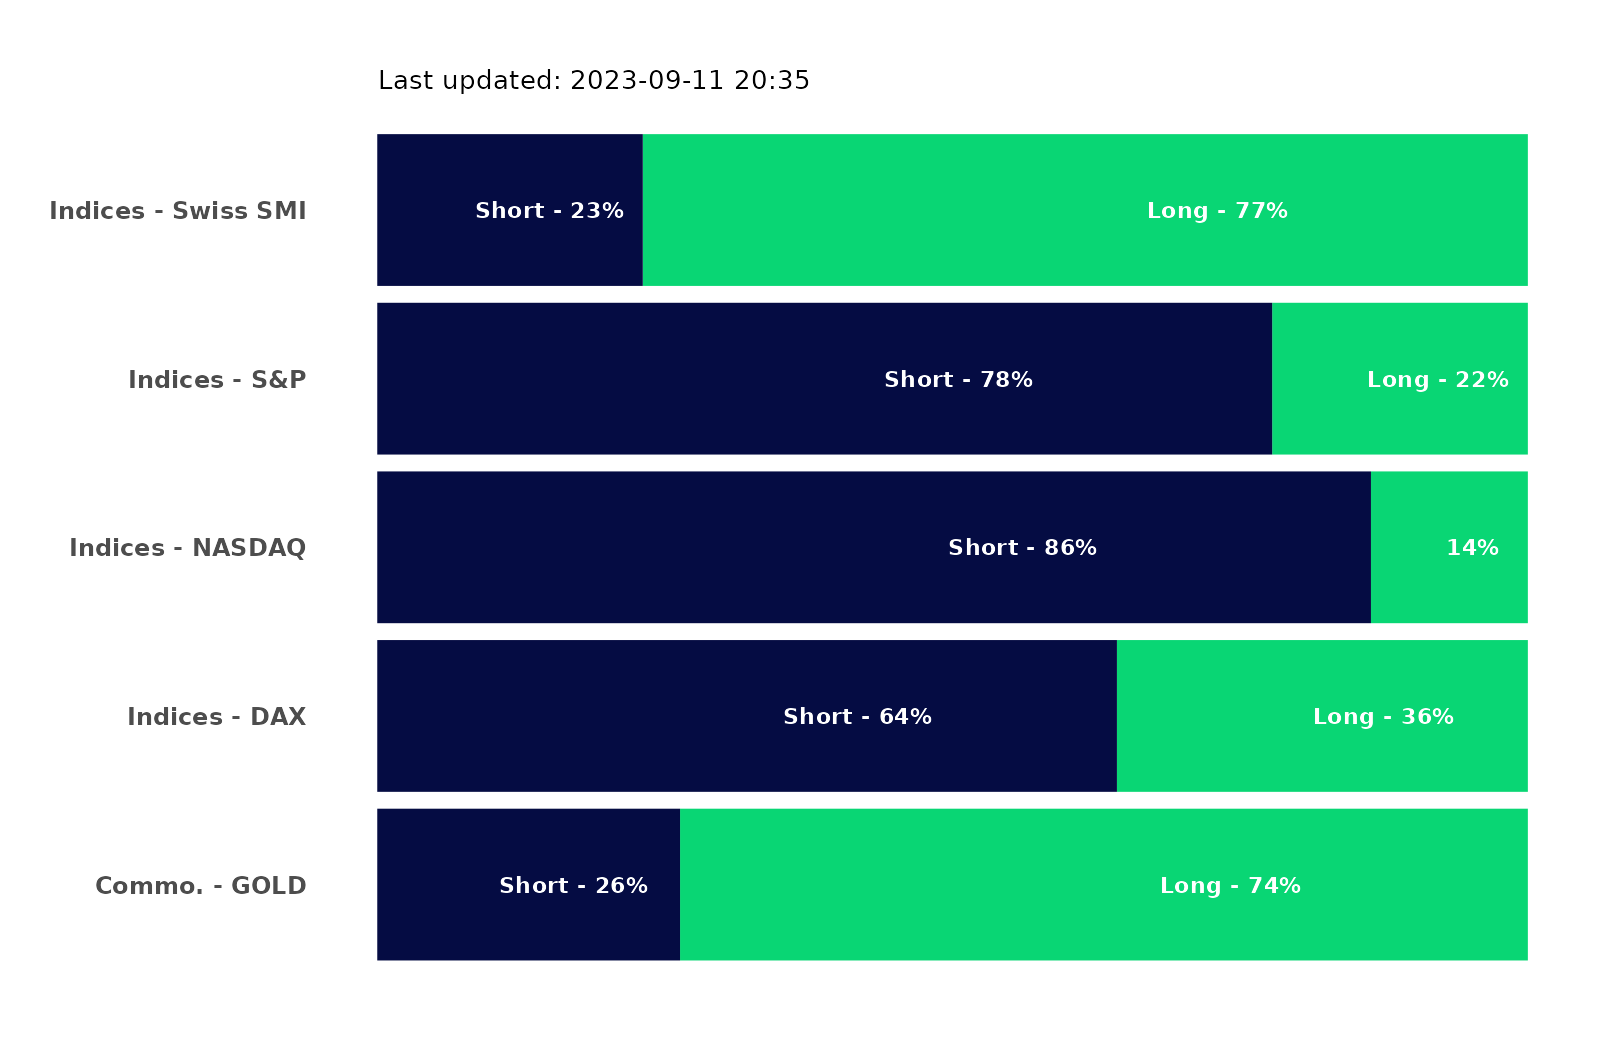 Last updated: 2023-09-11 20:35
Indices - Swiss SMI Short - 23% Long - 77%
Indices - S&P Short - 78% Long - 22%
Indices - NASDAQ Short - 86% 14%
Indices - DAX Short - 64% Long - 36%
Commo. - GOLD Short - 26% Long - 74%